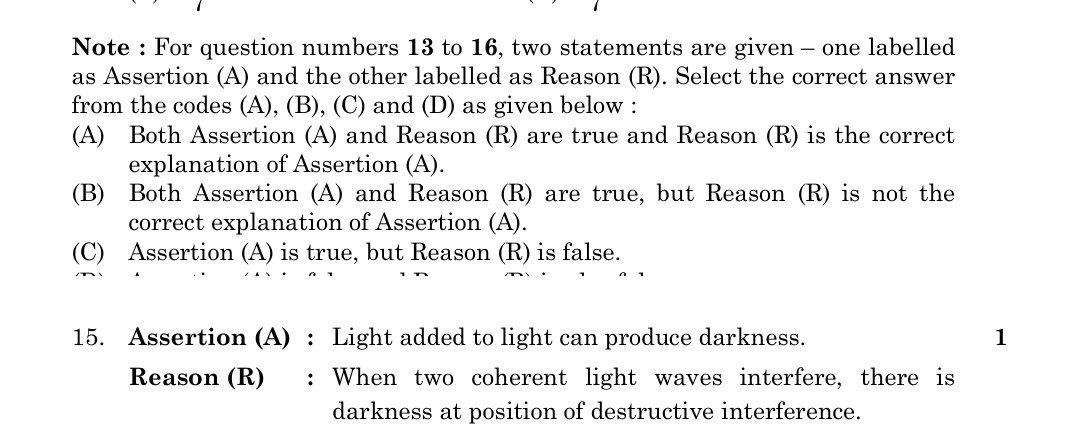 Note : For question numbers 13 to 16, two statements are given – one labelled
as Assertion (A) and the other labelled as Reason (R). Select the correct answer
from the codes (A), (B), (C) and (D) as given below :
(A) Both Assertion (A) and Reason (R) are true and Reason (R) is the correct
explanation of Assertion (A).
(B) Both Assertion (A) and Reason (R) are true, but Reason (R) is not the
correct explanation of Assertion (A).
(C) Assertion (A) is true, but Reason (R) is false.
15. Assertion (A) : Light added to light can produce darkness. 1
Reason (R) : When two coherent light waves interfere, there is
darkness at position of destructive interference.